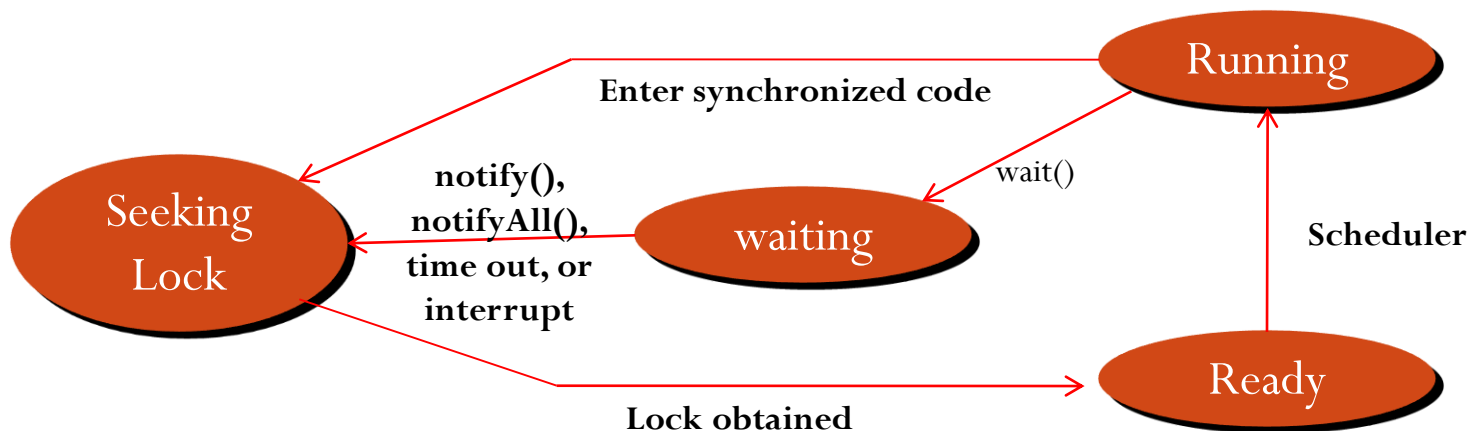 Running
Enter synchronized code
notify(),
notifyAll(),
time out, or
interrupt
wait()
Seeking
Lock
waiting
Scheduler
Ready
Lock obtained